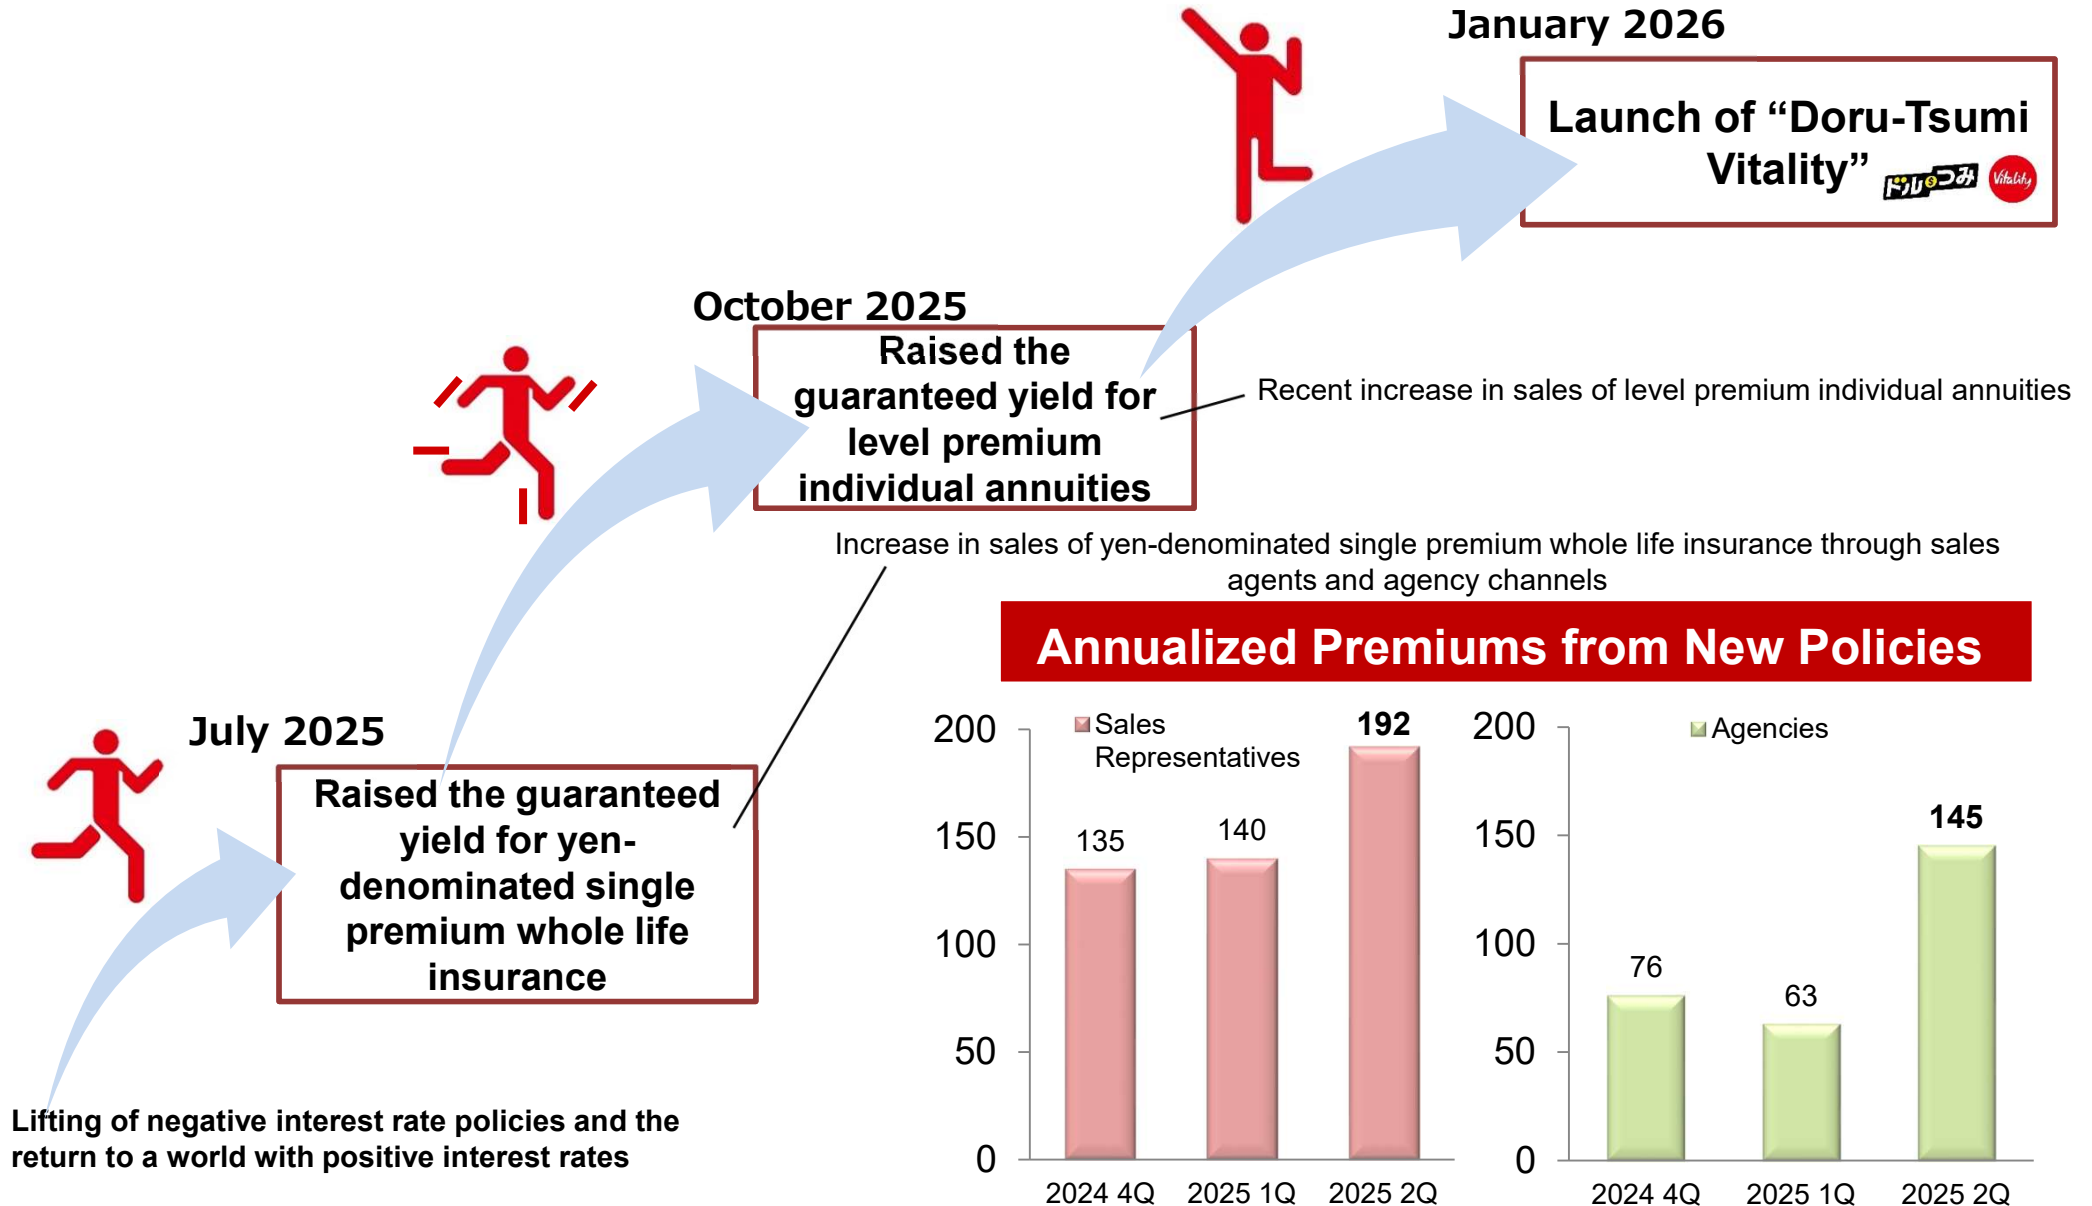 January 2026
Launch of “Doru-Tsumi
Vitality”
ドル$つみ
Vitality
October 2025
Raised the
guaranteed yield for
level premium
individual annuities
Recent increase in sales of level premium individual annuities
Increase in sales of yen-denominated single premium whole life insurance through sales
agents and agency channels
July 2025
Raised the guaranteed
yield for yen-
denominated single
premium whole life
insurance
Lifting of negative interest rate policies and the
return to a world with positive interest rates
Annualized Premiums from New Policies
Sales
Representatives
200
150
100
50
0
135
140
192
2024 4Q
2025 1Q
2025 2Q
Agencies
200
150
100
50
0
76
63
145
2024 4Q
2025 1Q
2025 2Q